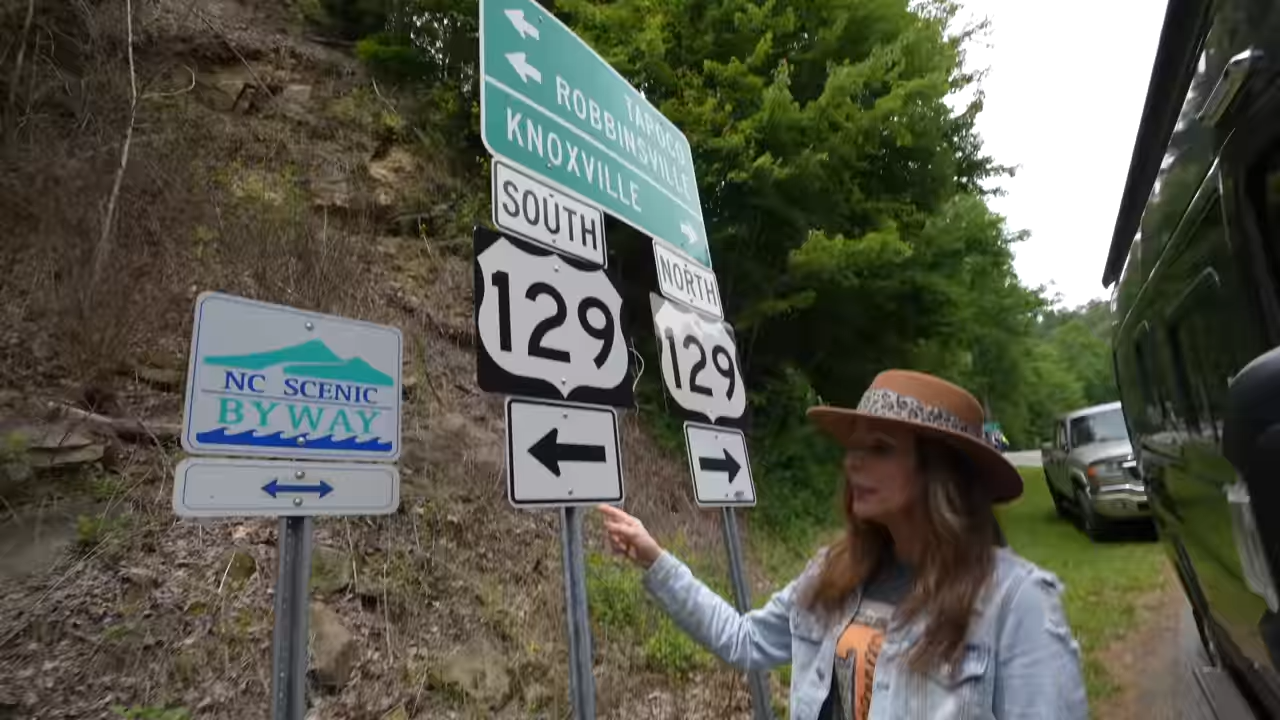 TAPOCO
ROBBINSVILLE
KNOXVILLE
SOUTH
129
NORTH
129
NC SCENIC
BYWAY